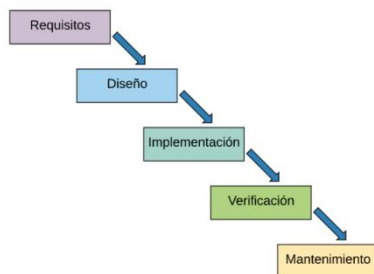 Requisitos
Diseño
Implementación
Verificación
Mantenimiento